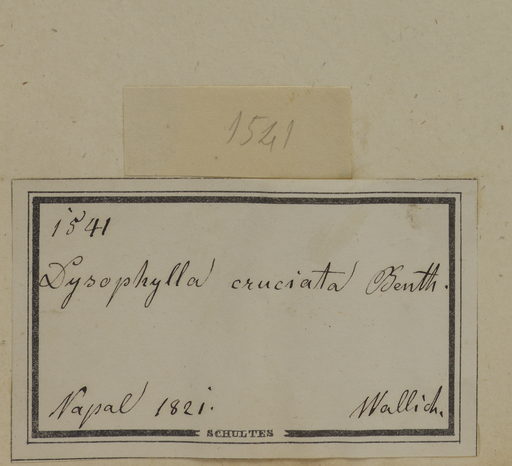 1541
1541
Dysophylla cruciata Benth.
Napal 1821. Wallich.
SCHULTES